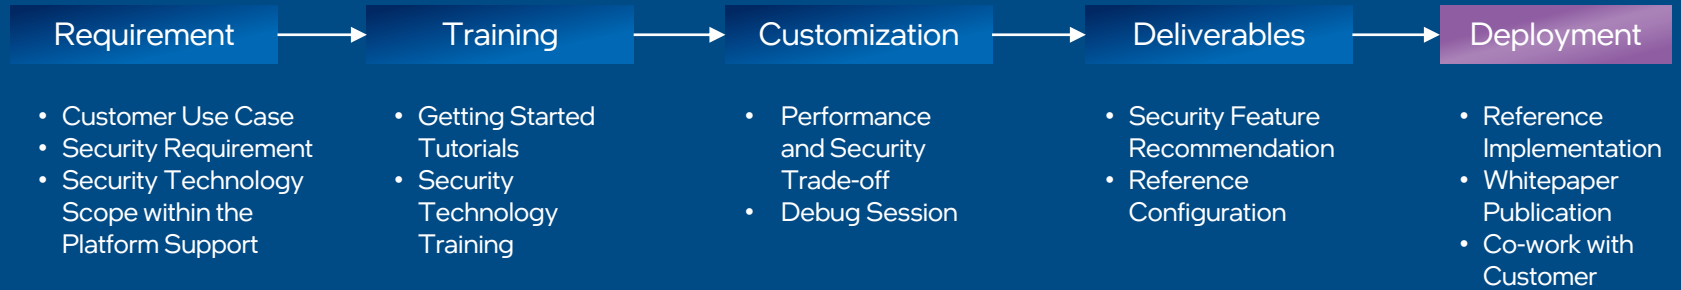 Requirement
Training
Customization
Deliverables
Deployment
• Customer Use Case
• Security Requirement
• Security Technology
Scope within the
Platform Support
• Getting Started
Tutorials
• Security
Technology
Training
• Performance
and Security
Trade-off
• Debug Session
• Security Feature
Recommendation
• Reference
Configuration
• Reference
Implementation
• Whitepaper
Publication
• Co-work with
Customer